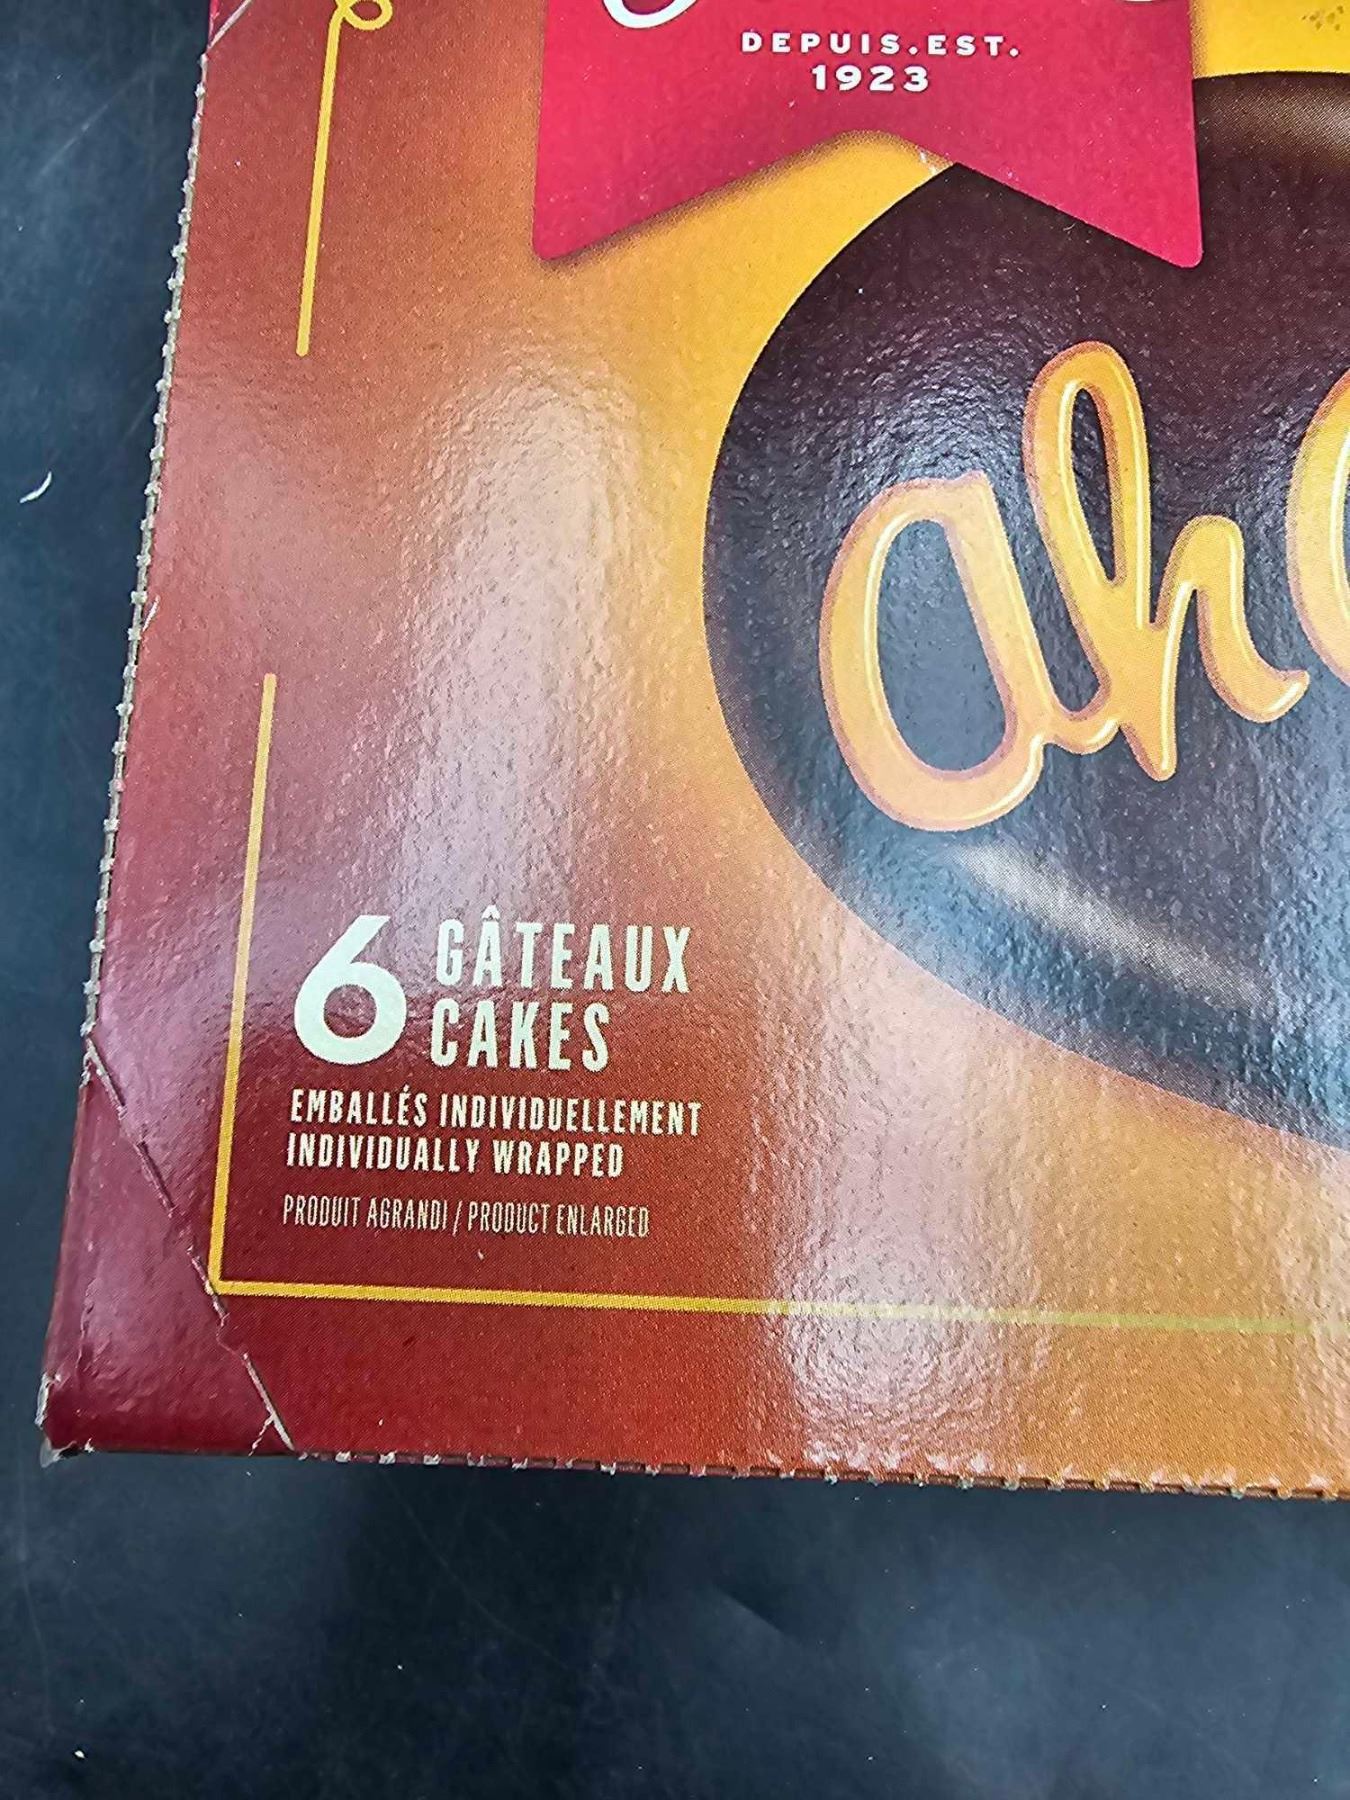 DEPUIS.EST.
1923
6 GÂTEAUX
CAKES
EMBALLÉS INDIVIDUELLEMENT
INDIVIDUALLY WRAPPED
PRODUIT AGRANDI / PRODUCT ENLARGED